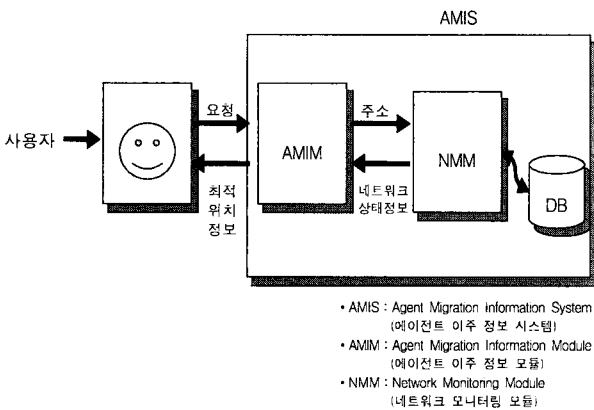 AMIS
사용자
요청
최적
위치
정보
AMIM
주소
네트워크
상태정보
NMM
DB
• AMIS : Agent Migration Information System
(에이전트 이주 정보 시스템)
• AMIM : Agent Migration Information Module
(에이전트 이주 정보 모듈)
• NMM : Network Monitoring Module
(네트워크 모니터링 모듈)